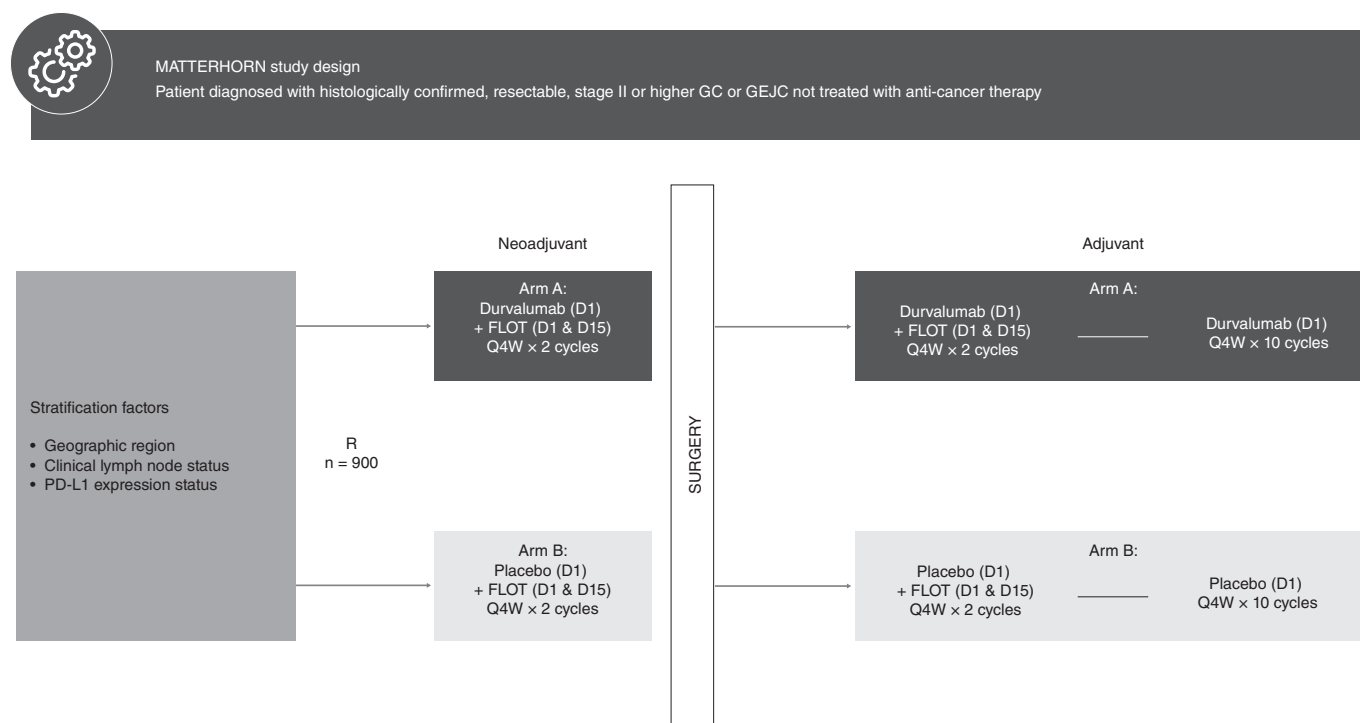 MATTERHORN study design
Patient diagnosed with histologically confirmed, resectable, stage II or higher GC or GEJC not treated with anti-cancer therapy
Stratification factors
• Geographic region
• Clinical lymph node status
• PD-L1 expression status
R
n = 900
Neoadjuvant
Arm A:
Durvalumab (D1)
+ FLOT (D1 & D15)
Q4W × 2 cycles
Arm B:
Placebo (D1)
+ FLOT (D1 & D15)
Q4W × 2 cycles
SURGERY
Adjuvant
Arm A:
Durvalumab (D1)
+ FLOT (D1 & D15)
Q4W × 2 cycles
Durvalumab (D1)
Q4W × 10 cycles
Arm B:
Placebo (D1)
+ FLOT (D1 & D15)
Q4W × 2 cycles
Placebo (D1)
Q4W × 10 cycles